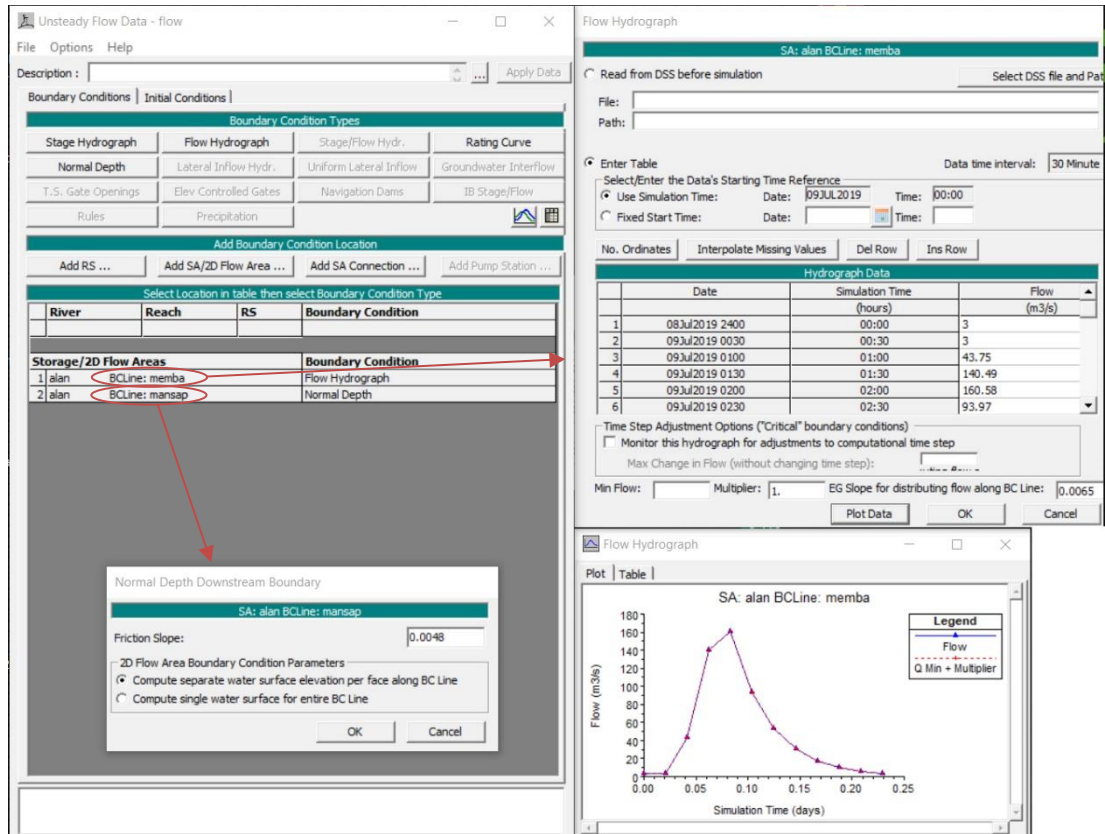 Unsteady Flow Data - flow
File Options Help
Description : ... Apply Data
Boundary Conditions Initial Conditions
Boundary Condition Types
Stage Hydrograph Flow Hydrograph Stage/Flow Hydr. Rating Curve
Normal Depth Lateral Inflow Hydr. Uniform Lateral Inflow Groundwater Interflow
T.S. Gate Openings Elev Controlled Gates Navigation Dams IB Stage/Flow
Rules Precipitation
Add Boundary Condition Location
Add RS ... Add SA/2D Flow Area ... Add SA Connection ... Add Pump Station ...
Select Location in table then select Boundary Condition Type
River Reach RS Boundary Condition
Storage/2D Flow Areas Boundary Condition
1 alan BCLine: memba Flow Hydrograph
2 alan BCLine: mansap Normal Depth
Normal Depth Downstream Boundary
SA: alan BCLine: mansap
Friction Slope: 0.0048
2D Flow Area Boundary Condition Parameters
Compute separate water surface elevation per face along BC Line
Compute single water surface for entire BC Line
OK Cancel
Flow Hydrograph
SA: alan BCLine: memba
Read from DSS before simulation Select DSS file and Pat
File:
Path:
Enter Table Data time interval: 30 Minute
Select/Enter the Data's Starting Time Reference
Use Simulation Time: Date: 09JUL2019 Time: 00:00
Fixed Start Time: Date: Time:
No. Ordinates Interpolate Missing Values Del Row Ins Row
Hydrograph Data
Date Simulation Time Flow
(hours) (m3/s)
1 08Jul2019 2400 00:00 3
2 09Jul2019 0030 00:30 3
3 09Jul2019 0100 01:00 43.75
4 09Jul2019 0130 01:30 140.49
5 09Jul2019 0200 02:00 160.58
6 09Jul2019 0230 02:30 93.97
Time Step Adjustment Options ("Critical" boundary conditions)
Monitor this hydrograph for adjustments to computational time step
Max Change in Flow (without changing time step):
Min Flow: Multiplier: 1. EG Slope for distributing flow along BC Line: 0.0065
Plot Data OK Cancel
Flow Hydrograph
Plot Table
SA: alan BCLine: memba
180
160
140
120
100
80
60
40
20
0
Flow (m3/s)
0.00 0.05 0.10 0.15 0.20 0.25
Simulation Time (days)
Legend
Flow
Q Min + Multiplier